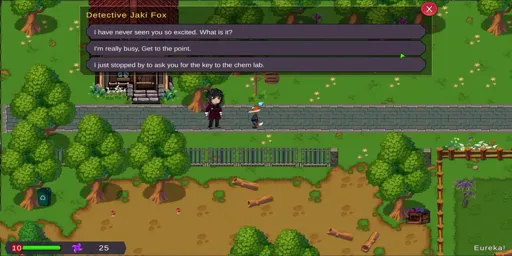 Detective Jaki Fox
I have never seen you so excited. What is it?
I'm really busy, Get to the point.
I just stopped by to ask you for the key to the chem lab.
10
25
Eureka!